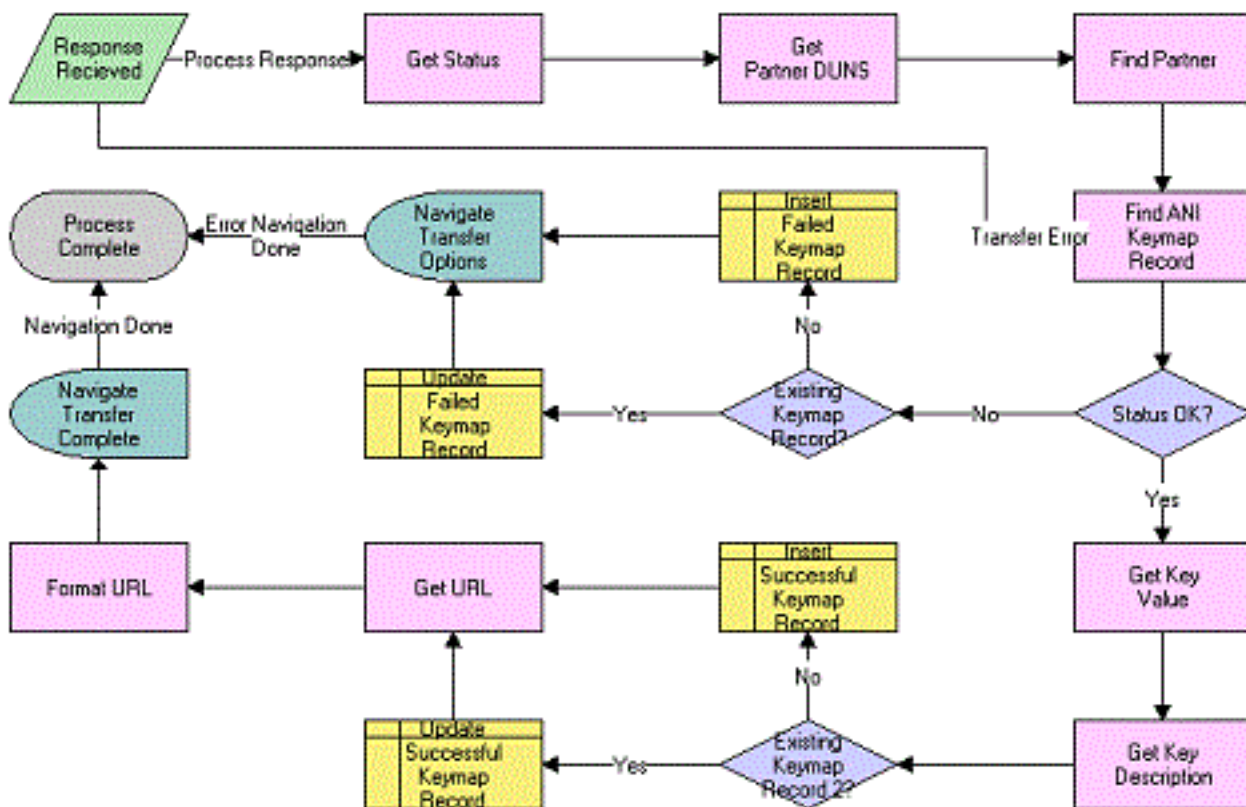 Response
Recieved
Process Response
Get Status
Get
Partner DUNS
Find Partner
Process
Complete
Error Navigation
Done
Navigate
Transfer
Options
Insert
Failed
Keymap
Record
Transfer Error
Find ANI
Keymap
Record
Navigation Done
No
Navigate
Transfer
Complete
Update
Failed
Keymap
Record
Yes
Existing
Keymap
Record?
No
Status OK?
Yes
Format URL
Get URL
Insert
Successful
Keymap
Record
Get Key
Value
No
Update
Successful
Keymap
Record
Yes
Existing
Keymap
Record 2?
Get Key
Description